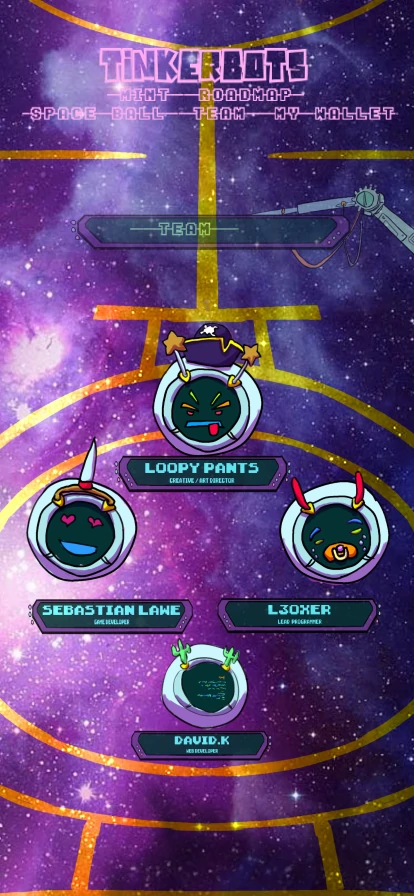 TINKERBOTS
MINT ROADMAP
SPACE BALL TEAM MY WALLET
TEAM
LOOPY PANTS
CREATIVE / ART DIRECTOR
SEBASTIAN LAWE
GAME DEVELOPER
L3OXER
LEAD PROGRAMMER
DAVID.K
WEB DEVELOPER